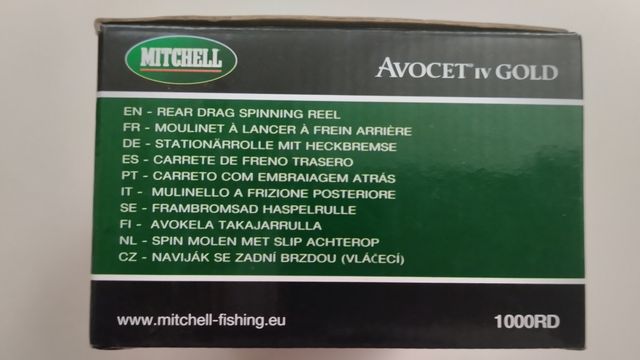 MITCHELL
AVOCET® IV GOLD
EN - REAR DRAG SPINNING REEL
FR - MOULINET À LANCER À FREIN ARRIÈRE
DE - STATIONÄRROLLE MIT HECKBREMSE
ES - CARRETE DE FRENO TRASERO
PT - CARRETO COM EMBRAIAGEM ATRÁS
IT - MULINELLO A FRIZIONE POSTERIORE
SE - FRAMBROMSAD HASPELRULLE
FI - AVOKELA TAKAJARRULLA
NL - SPIN MOLEN MET SLIP ACHTEROP
CZ - NAVIJÁK SE ZADNÍ BRZDOU (VLÁČECÍ)
www.mitchell-fishing.eu
1000RD